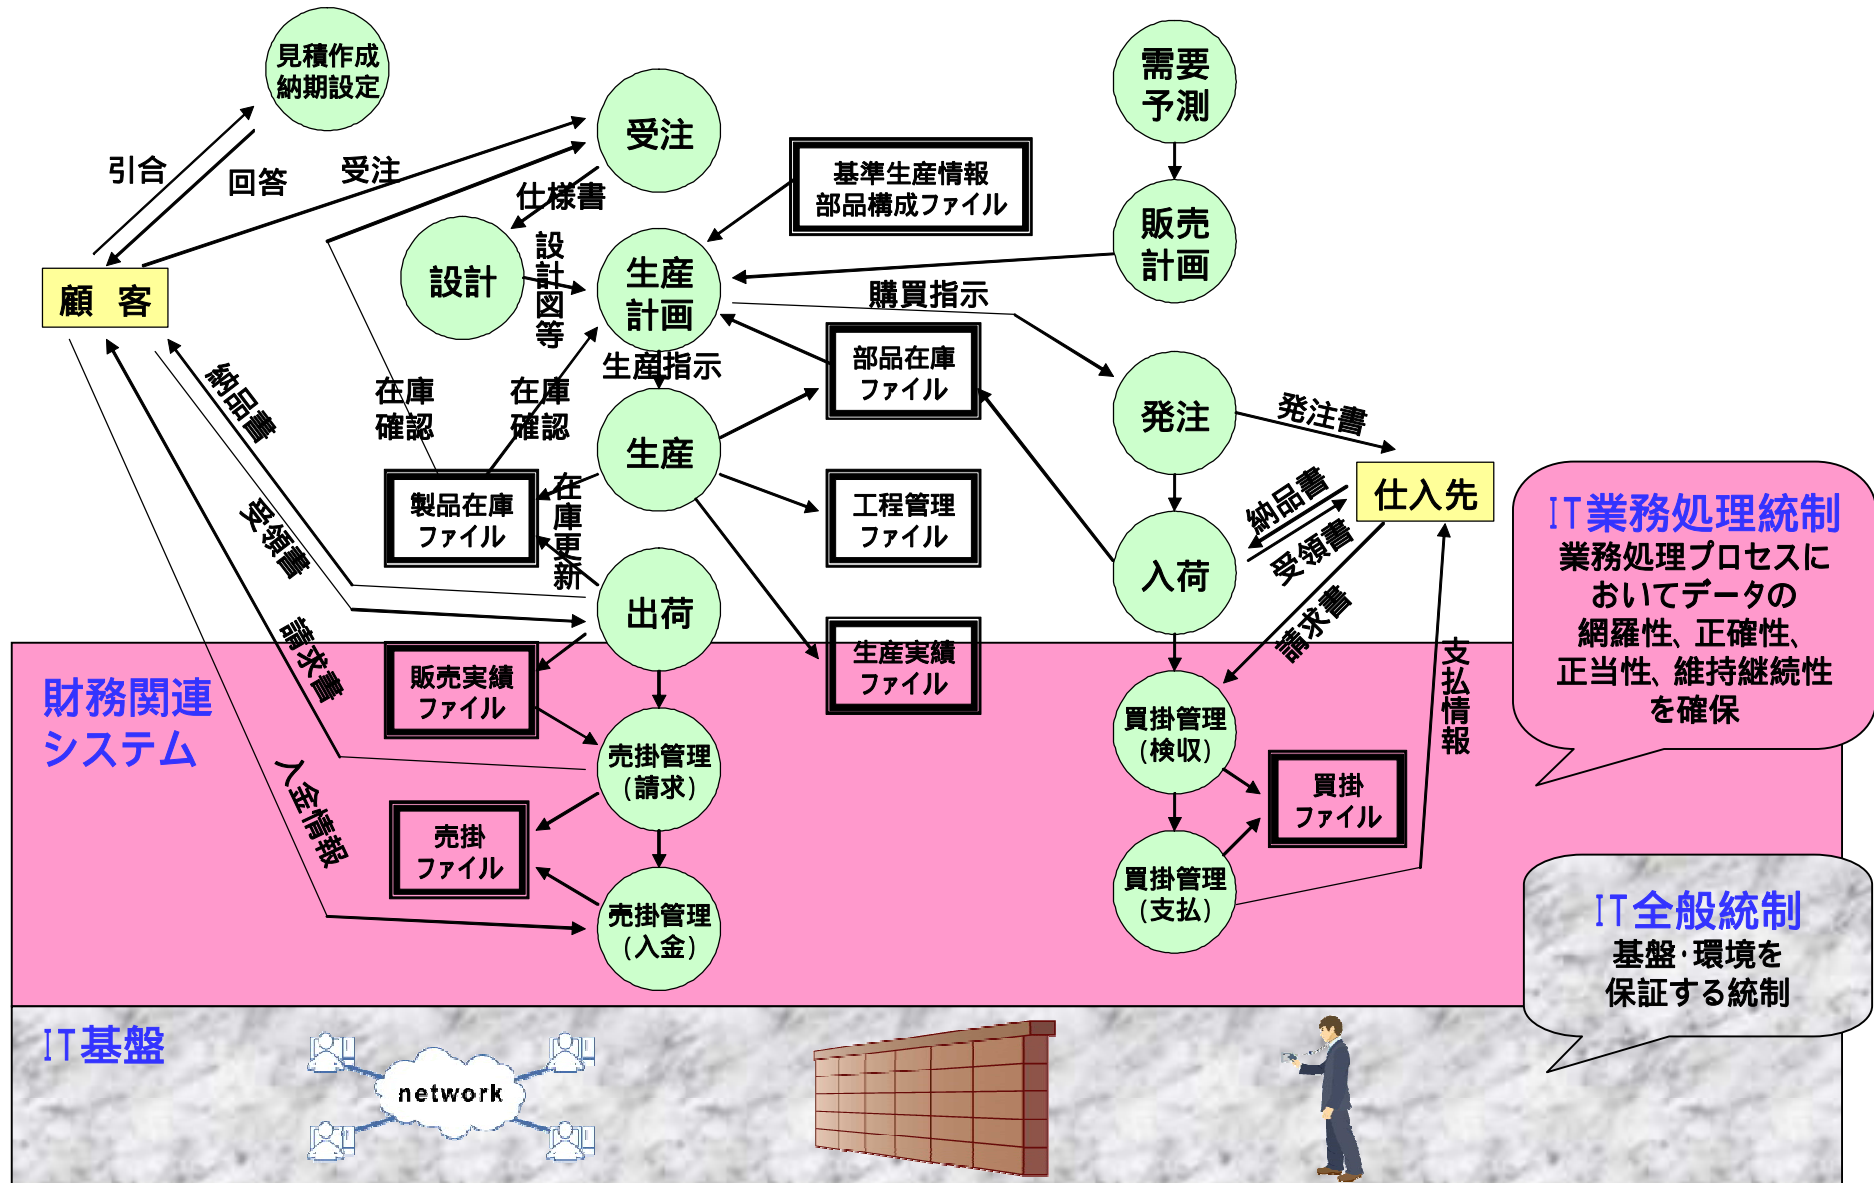 見積作成
納期設定
需要
予測
受注
引合
回答
受注
基準生産情報
部品構成ファイル
仕様書
販売
計画
設計
設計図等
生産
計画
購買指示
顧 客
生産指示
部品在庫
ファイル
納品書
在庫
確認
在庫
確認
生産
発注
発注書
仕入先
製品在庫
ファイル
在庫更新
工程管理
ファイル
納品書
受領書
入荷
受領書
出荷
請求書
請求書
支払情報
IT業務処理統制
業務処理プロセスに
おいてデータの
網羅性、正確性、
正当性、維持継続性
を確保
財務関連
システム
販売実績
ファイル
生産実績
ファイル
売掛管理
(請求)
買掛管理
(検収)
買掛
ファイル
入金情報
売掛
ファイル
売掛管理
(入金)
買掛管理
(支払)
IT全般統制
基盤・環境を
保証する統制
IT基盤
network